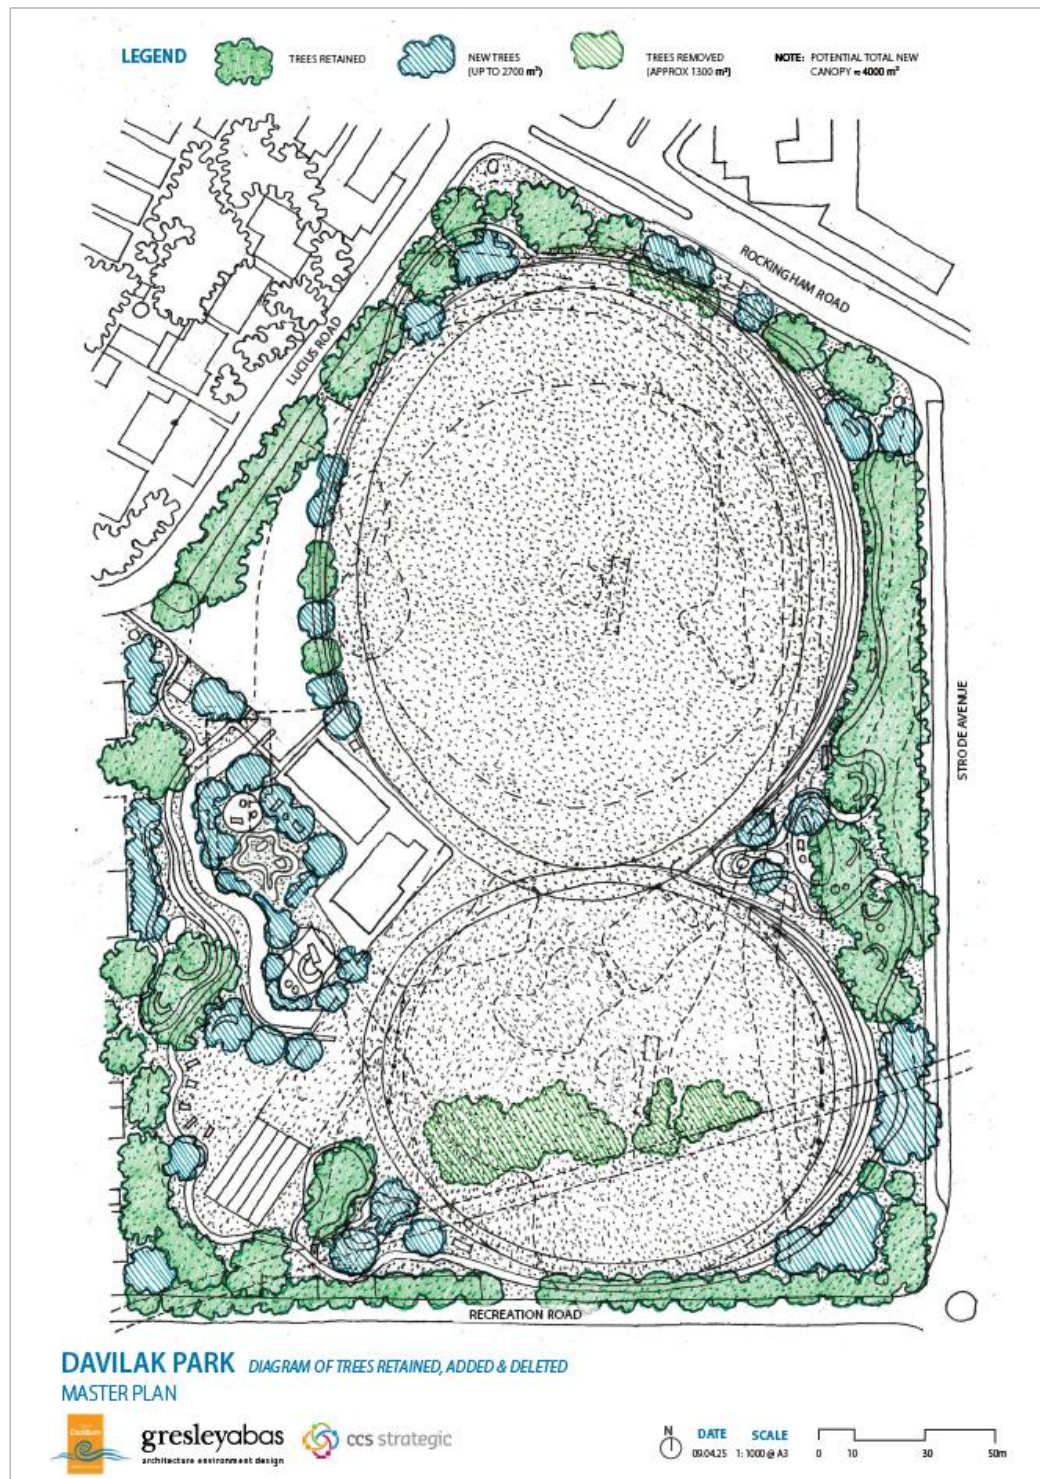 LEGEND
TREES RETAINED
NEW TREES
(UP TO 2700 m²)
TREES REMOVED
(APPROX 1300 m²)
NOTE: POTENTIAL TOTAL NEW
CANOPY ≈ 4000 m²
ROCKINGHAM ROAD
LUCIUS ROAD
STRODE AVENUE
RECREATION ROAD
DAVILAK PARK DIAGRAM OF TREES RETAINED, ADDED & DELETED
MASTER PLAN
gresleyabas
architecture environment design
ccs strategic
N
DATE
09.04.25
SCALE
1: 1000 @ A3
0 10 30 50m